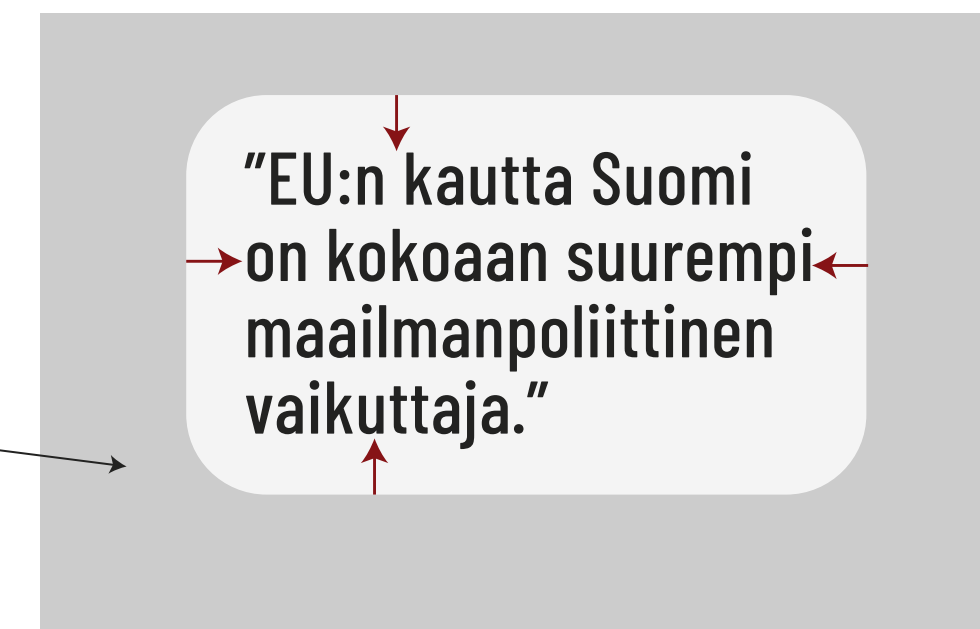 "EU:n kautta Suomi
on kokoaan suurempi
maailmanpoliittinen
vaikuttaja."